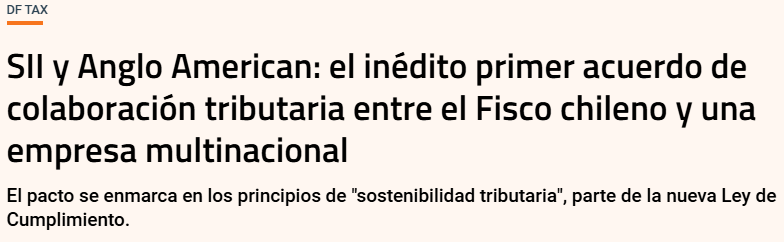 DF TAX
SII y Anglo American: el inédito primer acuerdo de
colaboración tributaria entre el Fisco chileno y una
empresa multinacional
El pacto se enmarca en los principios de "sostenibilidad tributaria", parte de la nueva Ley de
Cumplimiento.